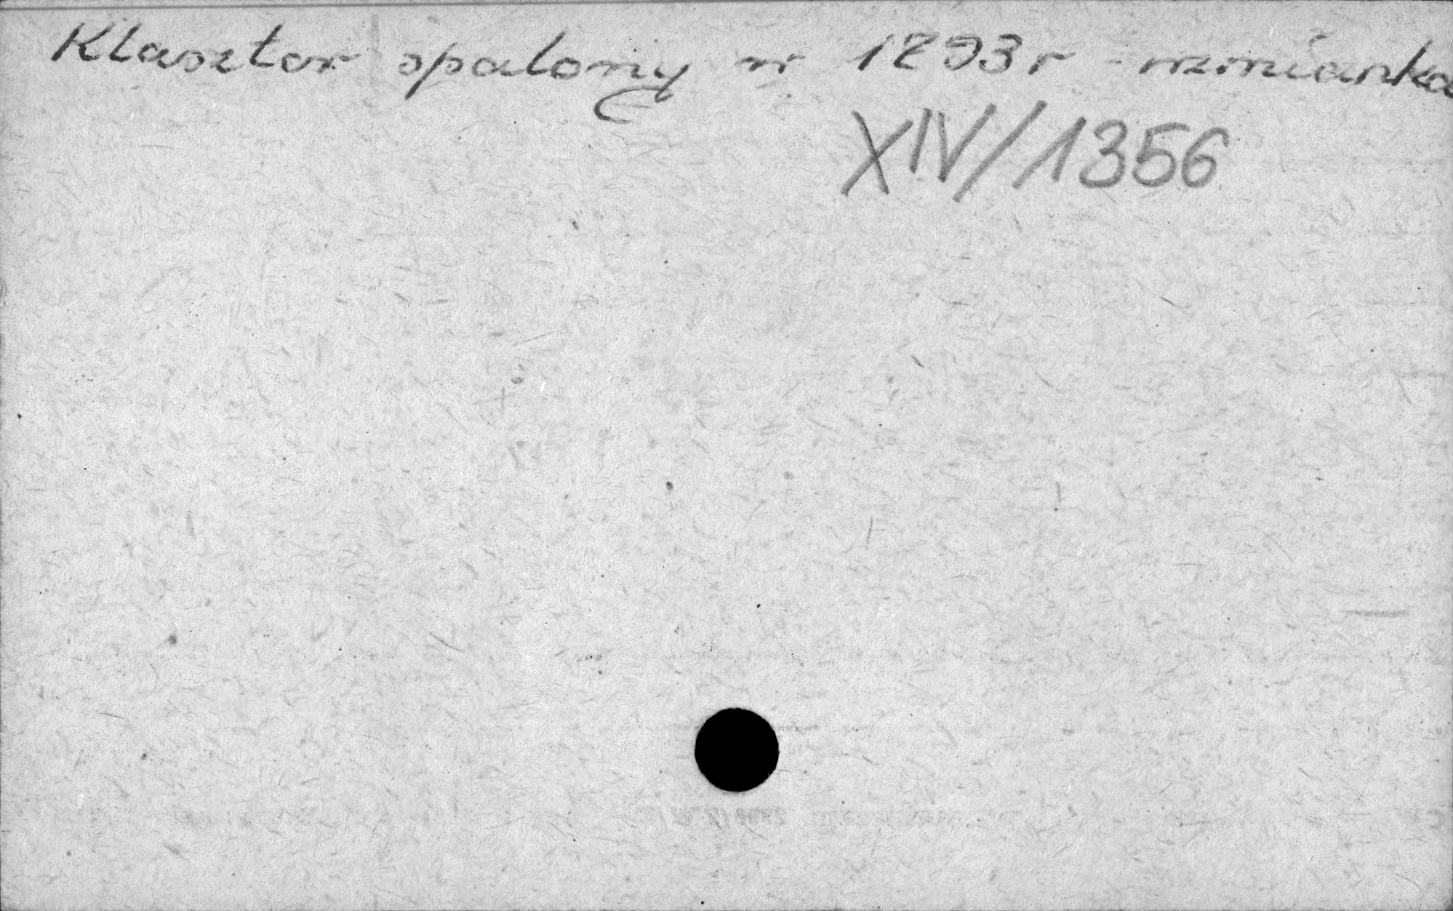 Klasztor spalony w 1293 r - wzmianka
XIV/1356